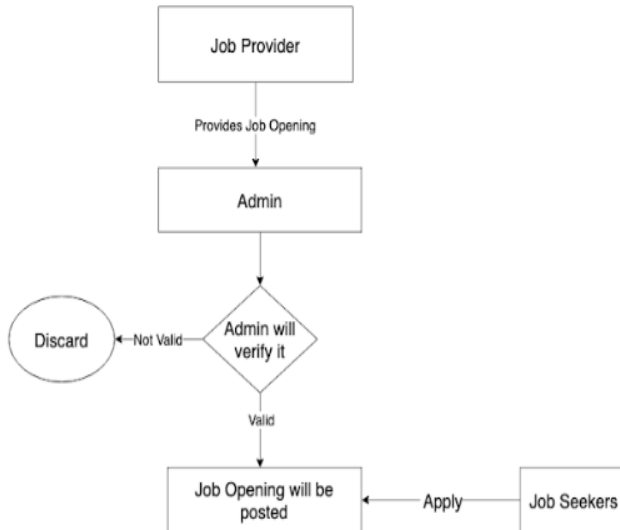 Job Provider
Provides Job Opening
Admin
Admin will
verify it
Not Valid
Discard
Valid
Job Opening will be
posted
Apply
Job Seekers